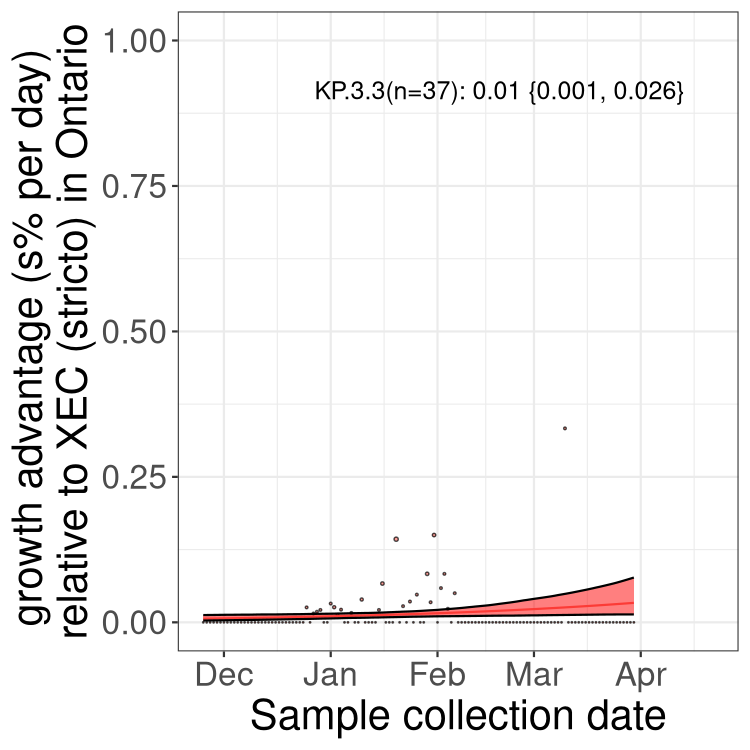 growth advantage (s% per day)
relative to XEC (stricto) in Ontario
1.00
0.75
0.50
0.25
0.00
KP.3.3(n=37): 0.01 {0.001, 0.026}
Dec Jan Feb Mar Apr
Sample collection date